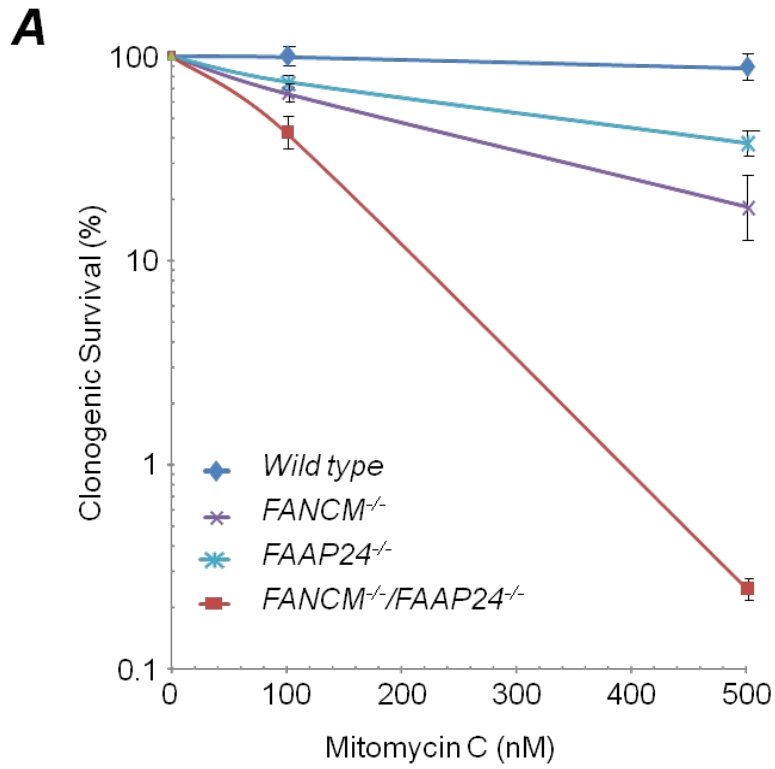 A
100
10
1
0.1
Clonogenic Survival (%)
Wild type
FANCM-/-
FAAP24-/-
FANCM-/-/FAAP24-/-
0 100 200 300 400 500
Mitomycin C (nM)